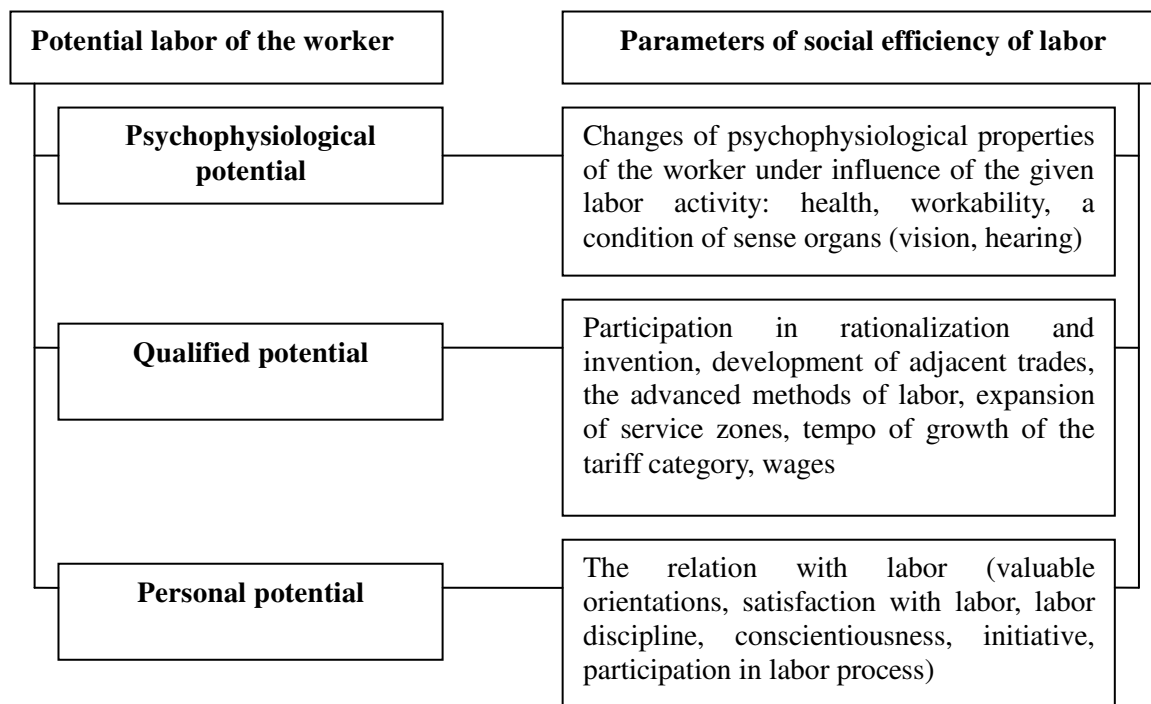 Potential labor of the worker
Parameters of social efficiency of labor
Psychophysiological
potential
Changes of psychophysiological properties
of the worker under influence of the given
labor activity: health, workability, a
condition of sense organs (vision, hearing)
Qualified potential
Participation in rationalization and
invention, development of adjacent trades,
the advanced methods of labor, expansion
of service zones, tempo of growth of the
tariff category, wages
Personal potential
The relation with labor (valuable
orientations, satisfaction with labor, labor
discipline, conscientiousness, initiative,
participation in labor process)